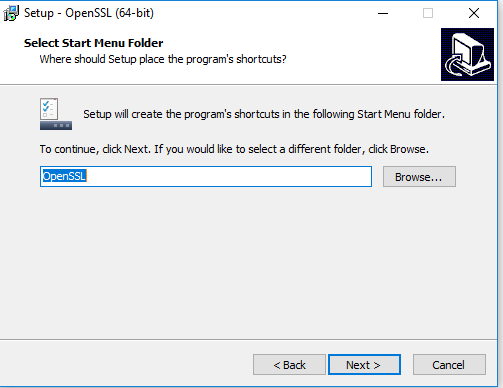 Setup - OpenSSL (64-bit)
Select Start Menu Folder
Where should Setup place the program's shortcuts?
Setup will create the program's shortcuts in the following Start Menu folder.
To continue, click Next. If you would like to select a different folder, click Browse.
OpenSSL
Browse...
< Back
Next >
Cancel